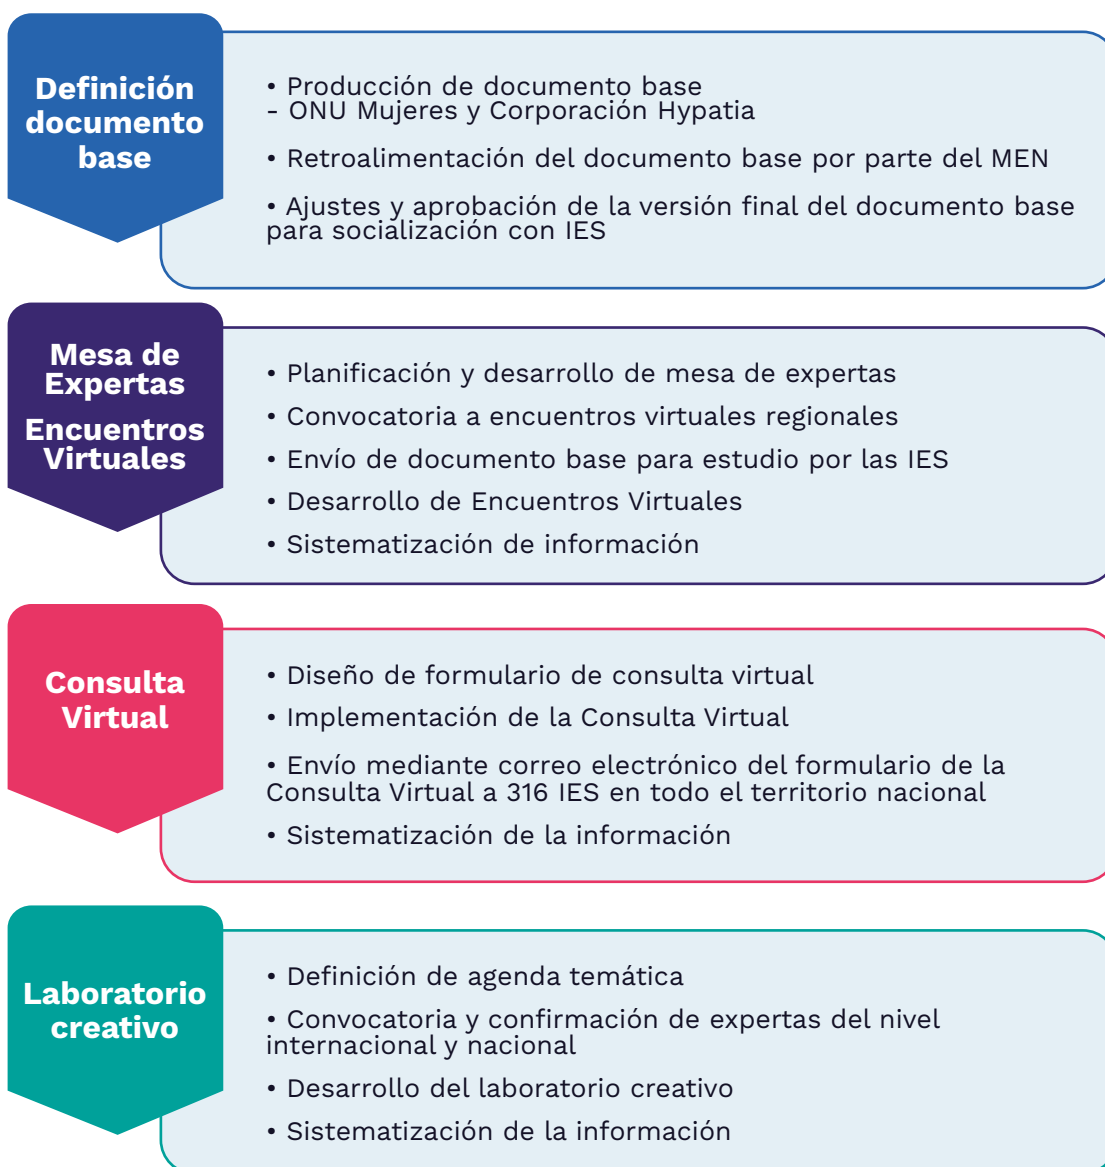 Definición
documento
base
• Producción de documento base
- ONU Mujeres y Corporación Hypatia
• Retroalimentación del documento base por parte del MEN
• Ajustes y aprobación de la versión final del documento base
para socialización con IES
Mesa de
Expertas
Encuentros
Virtuales
• Planificación y desarrollo de mesa de expertas
• Convocatoria a encuentros virtuales regionales
• Envío de documento base para estudio por las IES
• Desarrollo de Encuentros Virtuales
• Sistematización de información
Consulta
Virtual
• Diseño de formulario de consulta virtual
• Implementación de la Consulta Virtual
• Envío mediante correo electrónico del formulario de la
Consulta Virtual a 316 IES en todo el territorio nacional
• Sistematización de la información
Laboratorio
creativo
• Definición de agenda temática
• Convocatoria y confirmación de expertas del nivel
internacional y nacional
• Desarrollo del laboratorio creativo
• Sistematización de la información